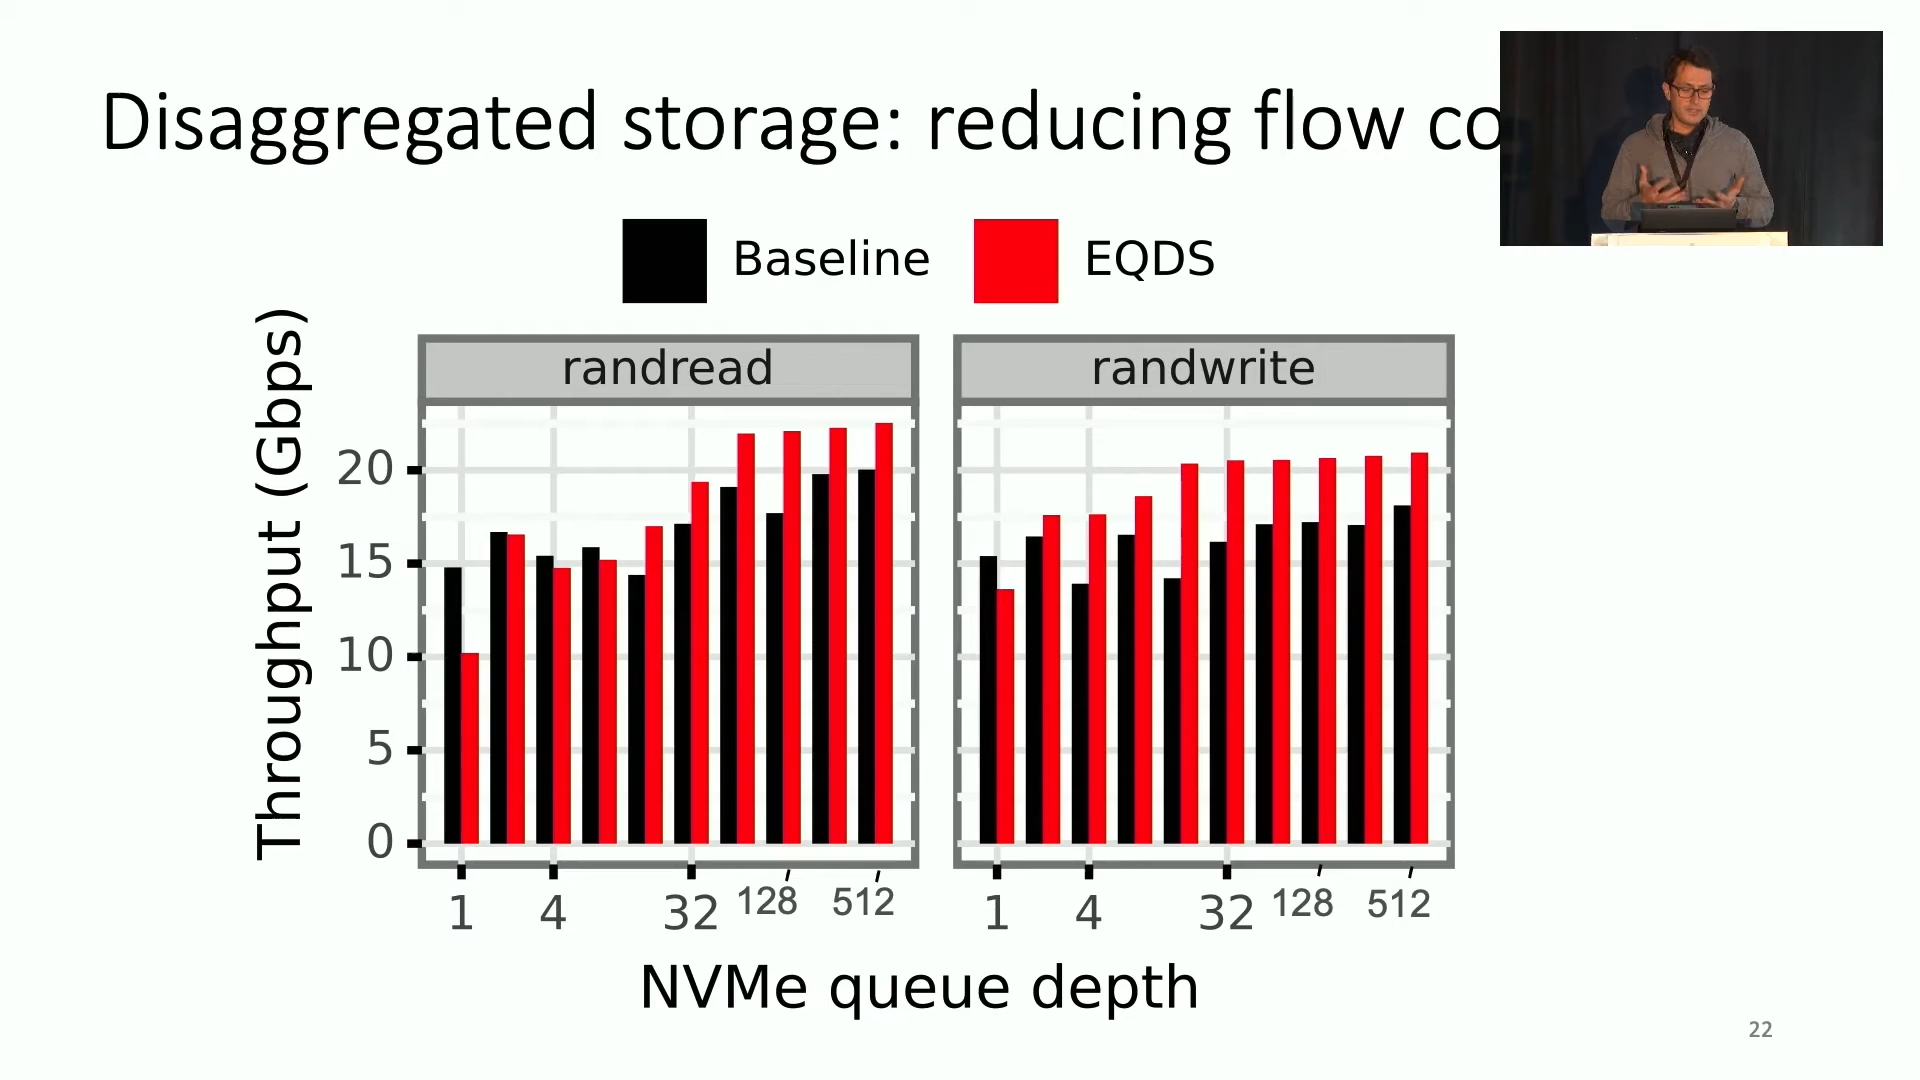 Disaggregated storage: reducing flow co
Baseline EQDS
Throughput (Gbps)
randread randwrite
20
15
10
5
0
1 4 32 128 512 1 4 32 128 512
NVMe queue depth
22